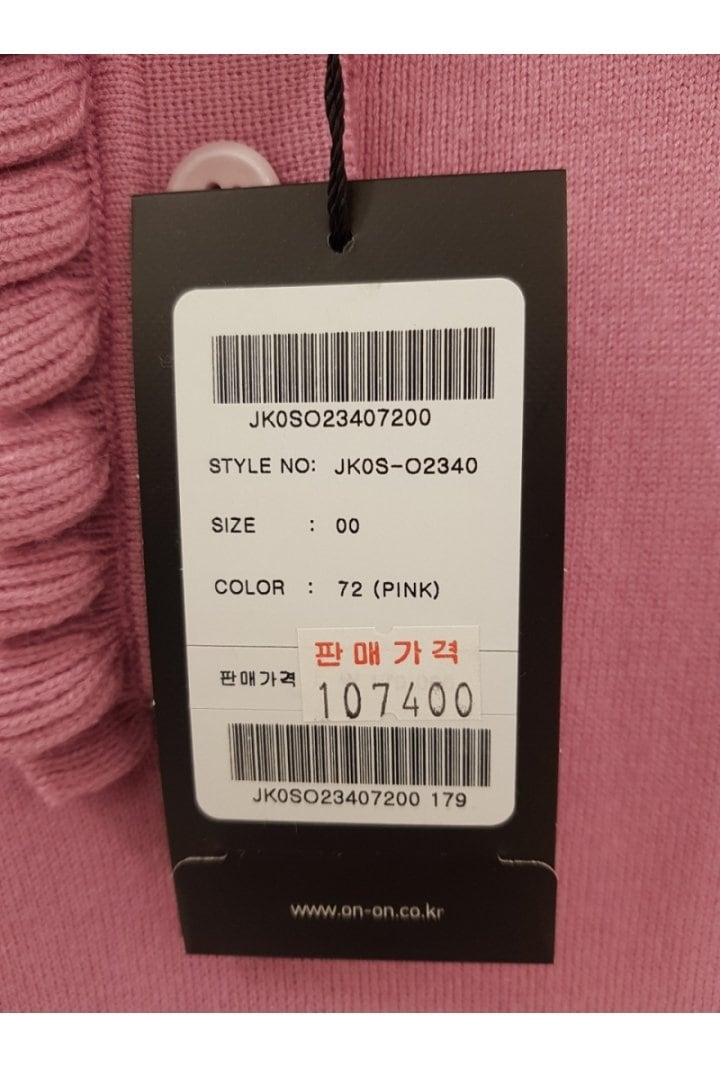 JK0SO23407200
STYLE NO: JK0S-O2340
SIZE : 00
COLOR : 72 (PINK)
판매가격
판매가격
107400
JK0SO23407200 179
www.on-on.co.kr